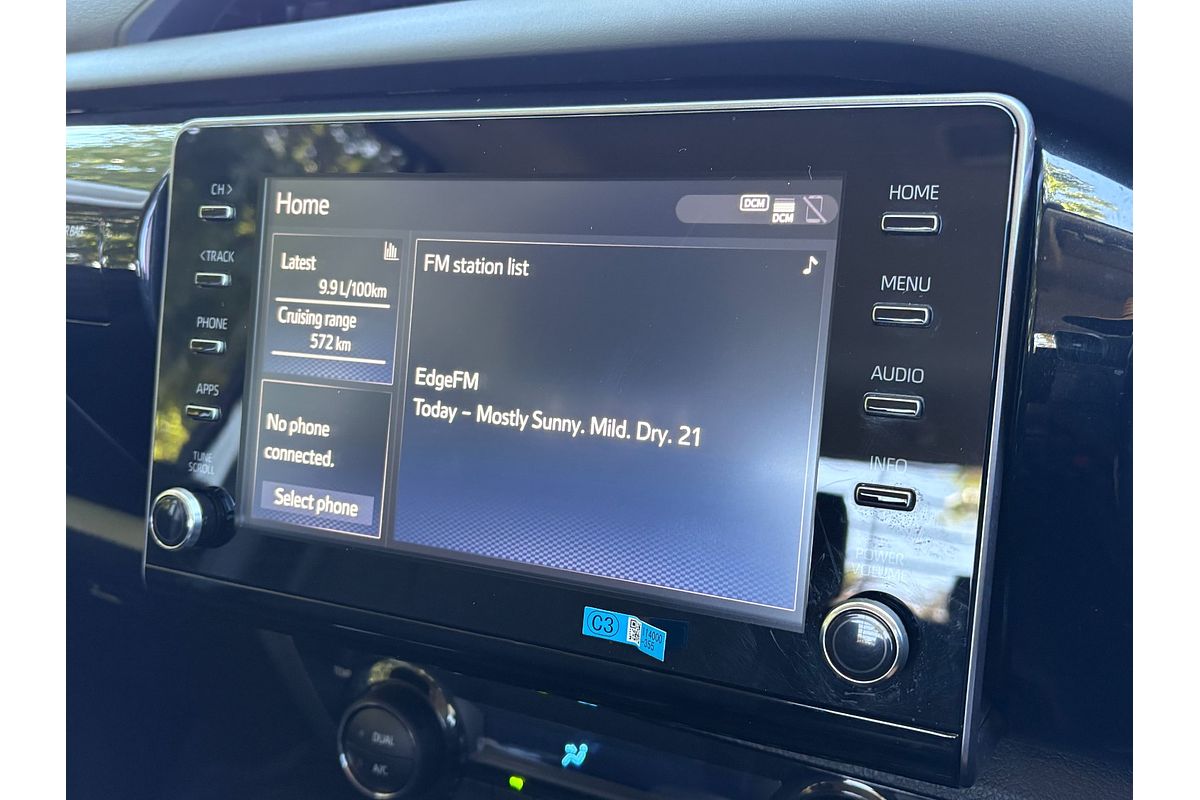 CH>
<TRACK
PHONE
APPS
TUNE
SCROLL
Home
DCM
DCM
Latest
9.9 L/100km
Cruising range
572 km
No phone
connected.
Select phone
FM station list
EdgeFM
Today – Mostly Sunny. Mild. Dry. 21
HOME
MENU
AUDIO
INFO
POWER
VOLUME
C3
14000
355
DUAL
A/C